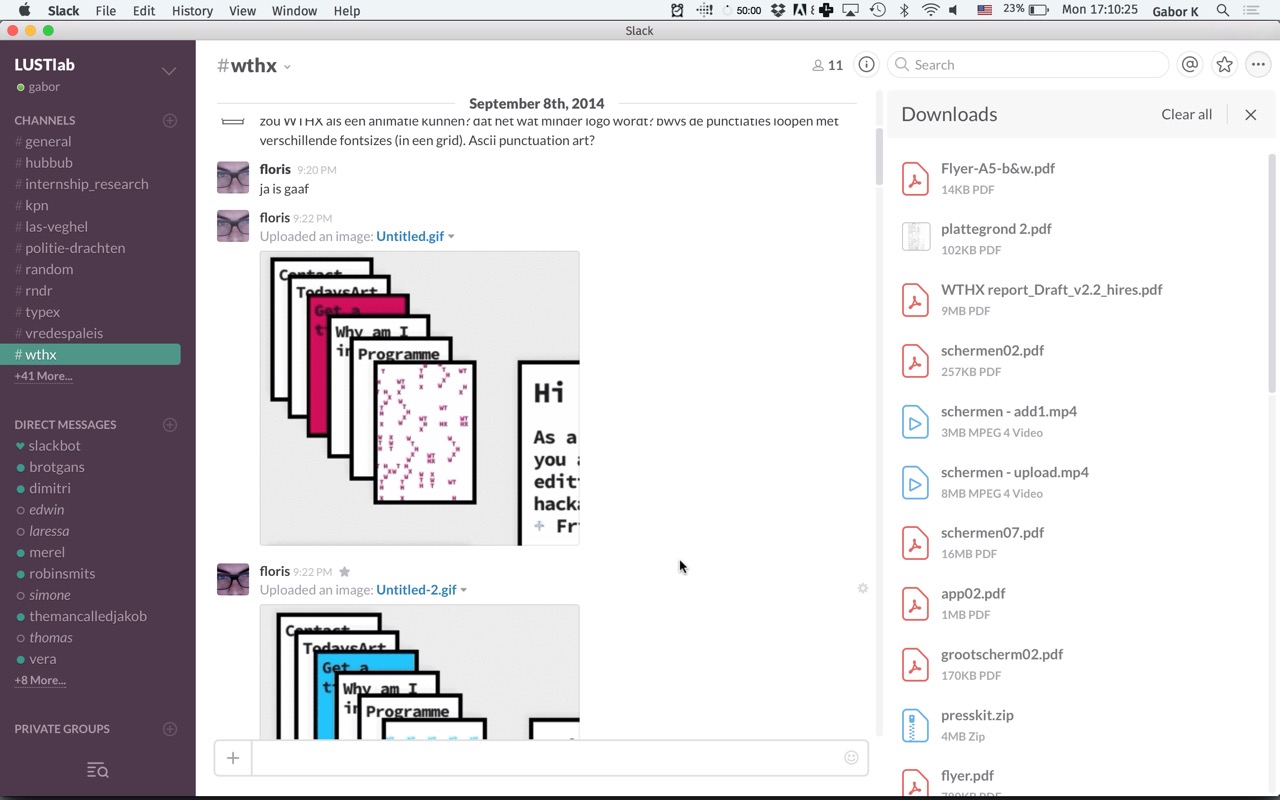 Slack File Edit View History Window Help 50:00 23% Mon 17:10:25 Gabor K
Slack
LUSTlab
gabor
CHANNELS
# general
# hubbub
# internship_research
# kpn
# las-veghel
# politie-drachten
# random
# rndr
# typex
# vredespaleis
# wthx
+41 More...
DIRECT MESSAGES
slackbot
brotgans
dimitri
edwin
laressa
merel
robinsmits
simone
themancalledjakob
thomas
vera
+8 More...
PRIVATE GROUPS
#wthx
11
Search
September 8th, 2014
zou WTHX als een animatie kunnen? dat het wat minder logo wordt? bwvs de punctiaties loopen met
verschillende fontsizes (in een grid). Ascii punctuation art?
floris 9:20 PM
ja is gaaf
floris 9:22 PM
Uploaded an image: Untitled.gif
Contact
TodaysArt
Get a
Why am I
Programme
Hi
As a
you
edit
hack
+ Fr
floris 9:22 PM
Uploaded an image: Untitled-2.gif
Contact
TodaysArt
Get a
Why am I
Programme
Downloads
Clear all
Flyer-A5-b&w.pdf
14KB PDF
plattegrond 2.pdf
102KB PDF
WTHX report_Draft_v2.2_hires.pdf
9MB PDF
schermen02.pdf
257KB PDF
schermen - add1.mp4
3MB MPEG 4 Video
schermen - upload.mp4
8MB MPEG 4 Video
schermen07.pdf
16MB PDF
app02.pdf
1MB PDF
grootscherm02.pdf
170KB PDF
presskit.zip
4MB Zip
flyer.pdf